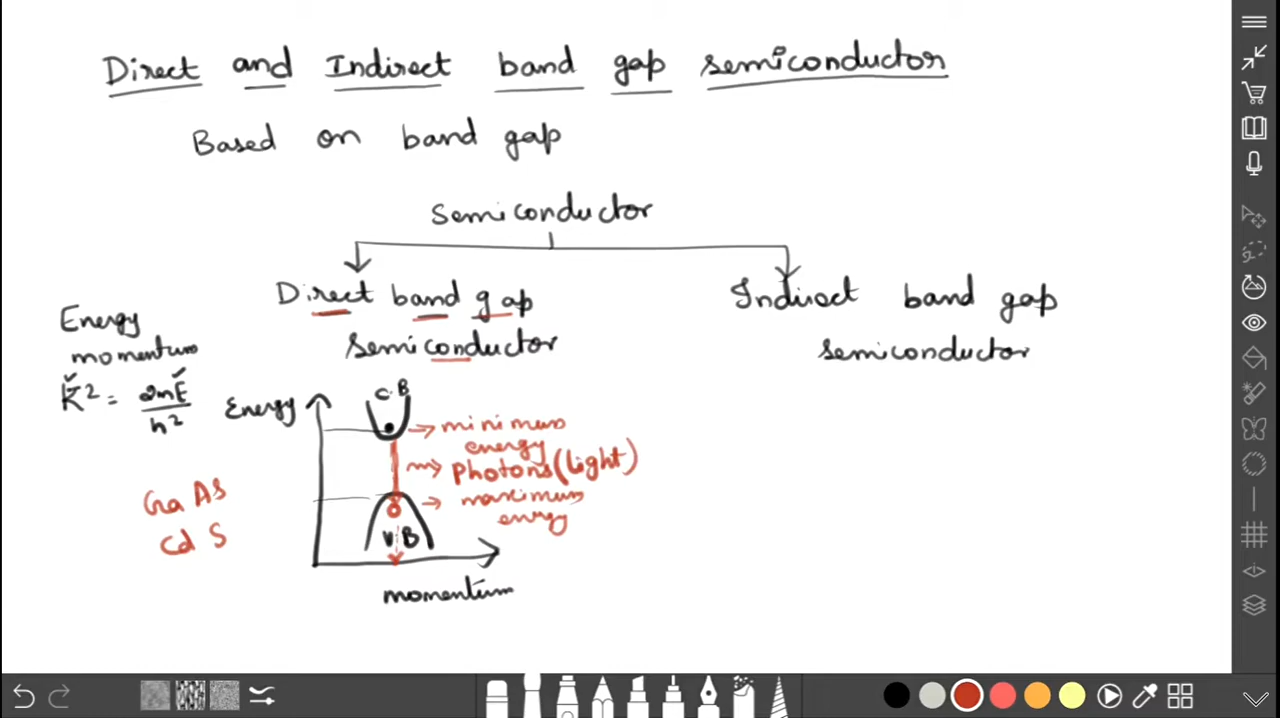 Direct and Indirect band gap semiconductor
Based on band gap
Semiconductor
Direct band gap
Semiconductor
Indirect band gap
semiconductor
Energy
momentum
K² = 2mE
h²
Energy
C.B
→ minimum
energy
→ Photons (light)
→ maximum
energy
V.B
momentum
Ga AS
Cd S